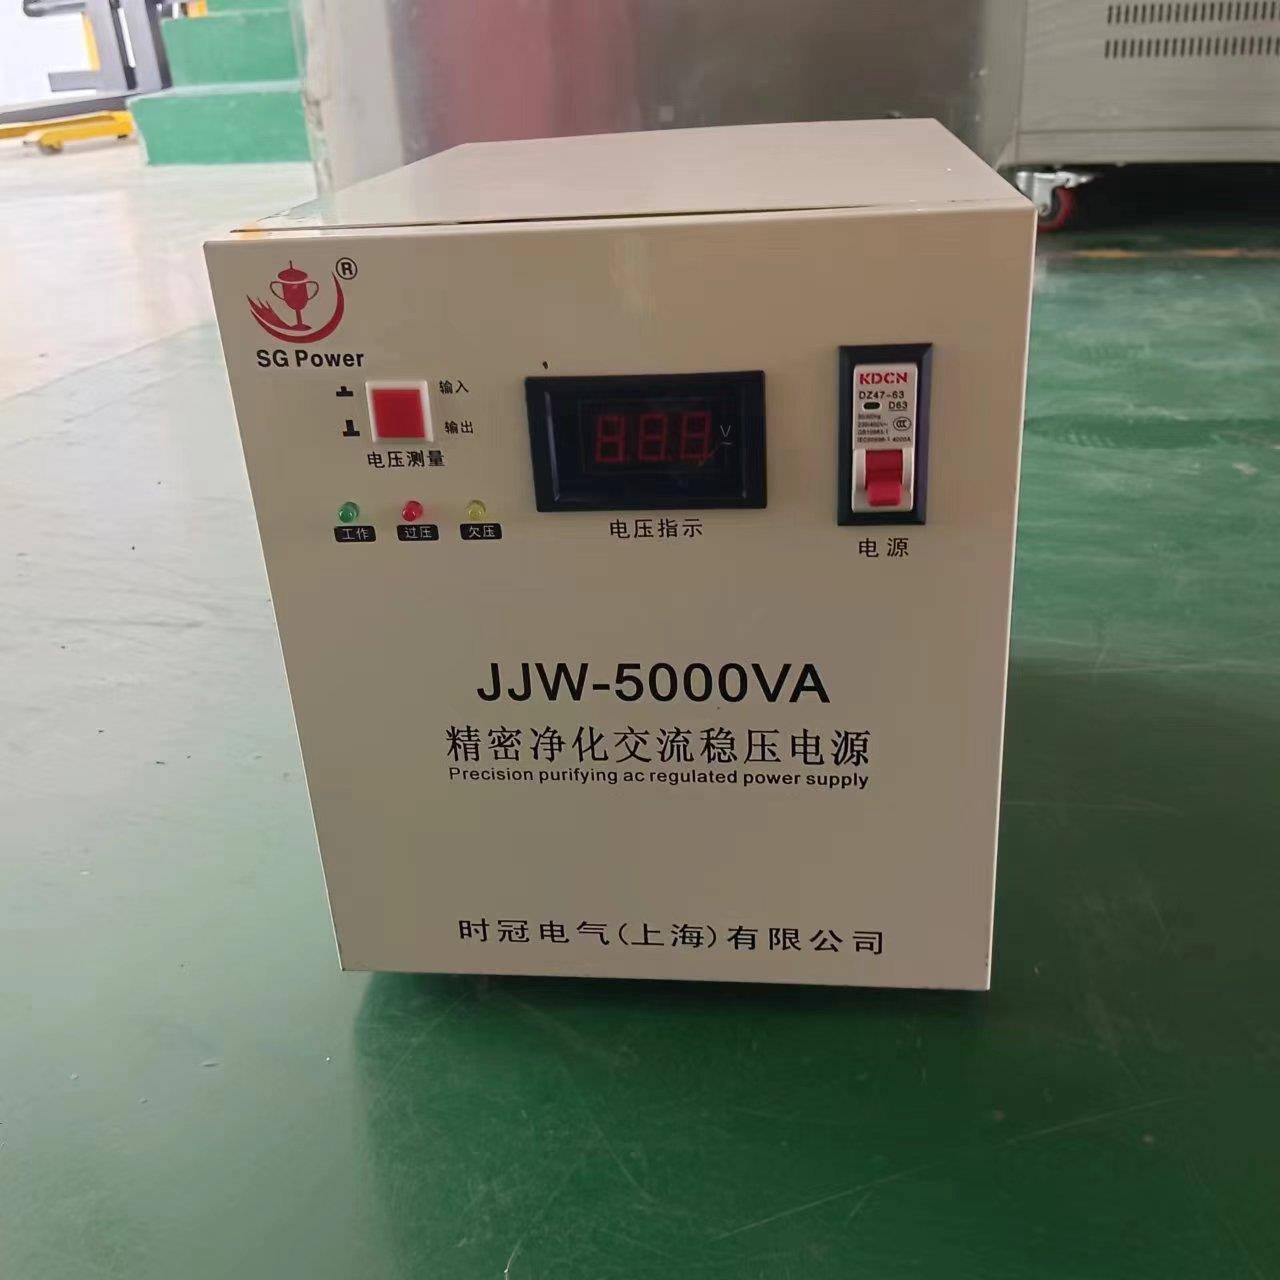 ®
SG Power
输入
输出
电压测量
工作
过压
欠压
V
电压指示
KDCN
DZ47-63
D63
电源
JJW-5000VA
精密净化交流稳压电源
Precision purifying ac regulated power supply
时冠电气(上海)有限公司